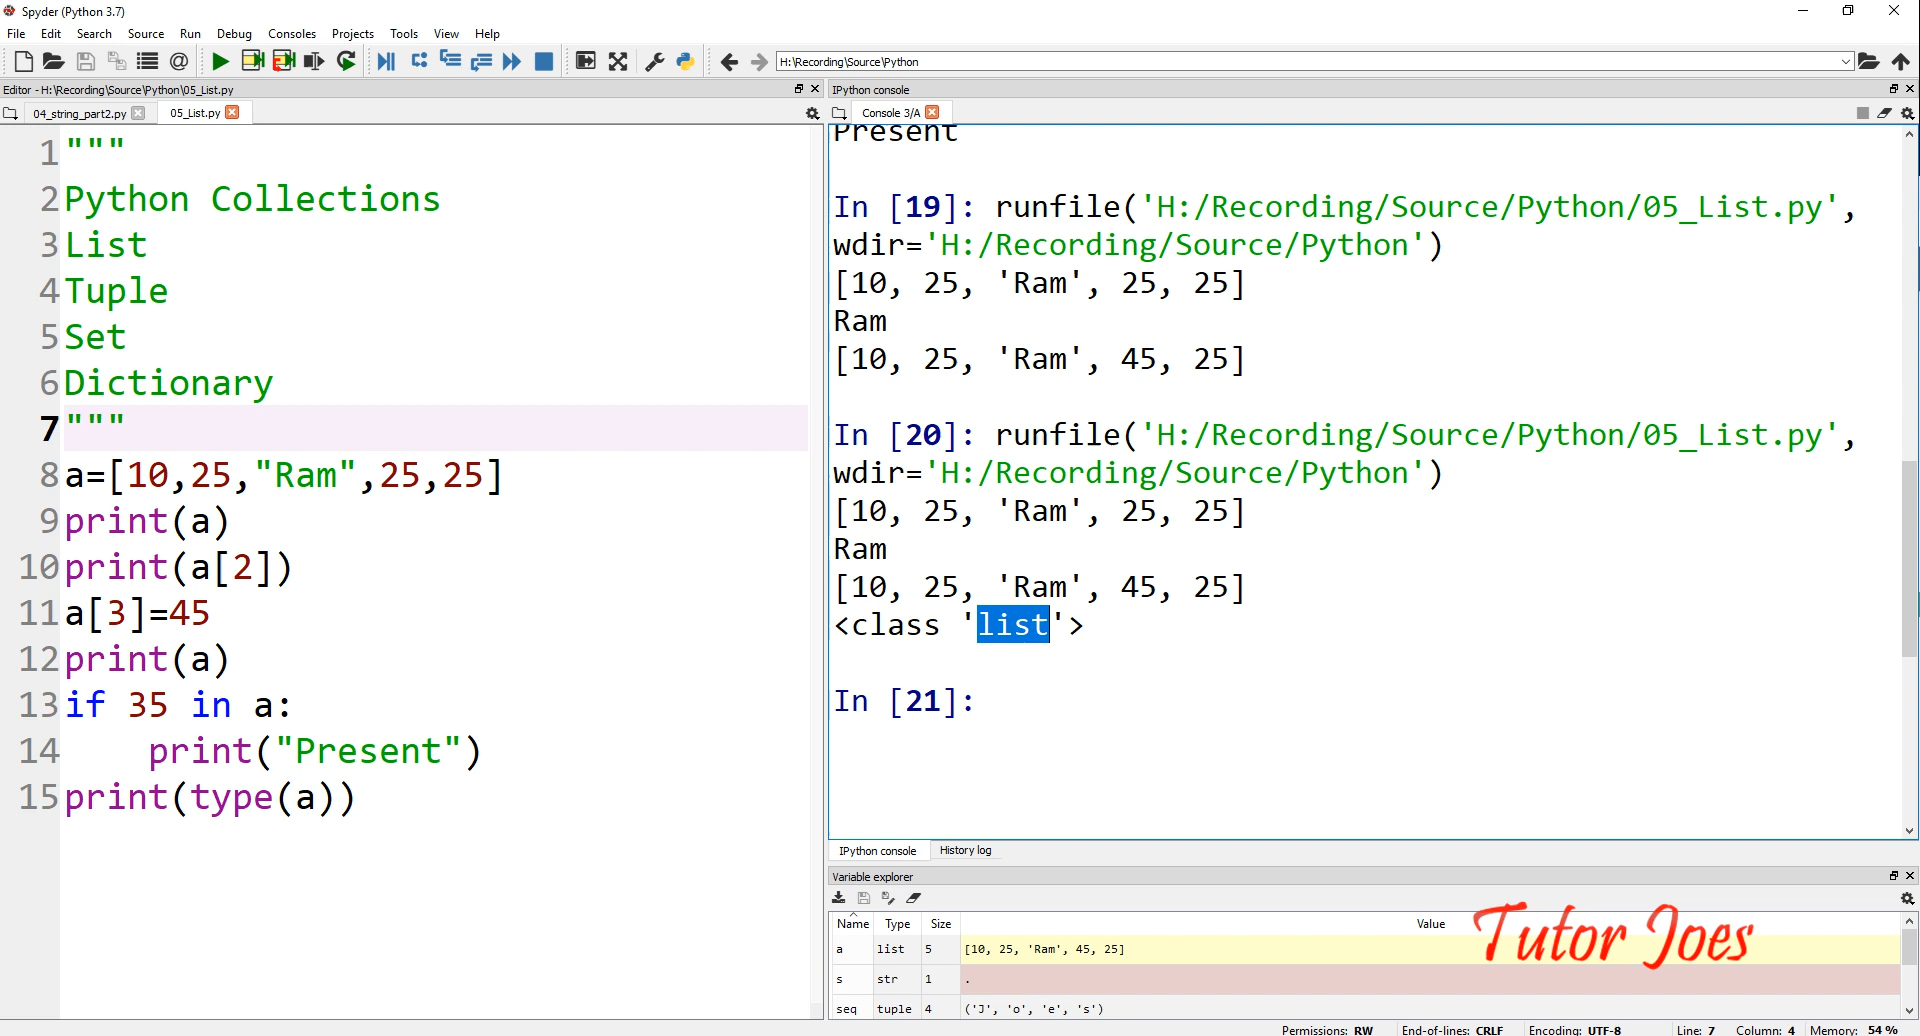 Spyder (Python 3.7)
File Edit Search Source Run Debug Consoles Projects Tools View Help
H:\Recording\Source\Python
Editor - H:\Recording\Source\Python\05_List.py
04_string_part2.py 05_List.py
1 """
2 Python Collections
3 List
4 Tuple
5 Set
6 Dictionary
7 """
8 a=[10,25,"Ram",25,25]
9 print(a)
10 print(a[2])
11 a[3]=45
12 print(a)
13 if 35 in a:
14     print("Present")
15 print(type(a))
IPython console
Console 3/A
Present
In [19]: runfile('H:/Recording/Source/Python/05_List.py',
wdir='H:/Recording/Source/Python')
[10, 25, 'Ram', 25, 25]
Ram
[10, 25, 'Ram', 45, 25]
In [20]: runfile('H:/Recording/Source/Python/05_List.py',
wdir='H:/Recording/Source/Python')
[10, 25, 'Ram', 25, 25]
Ram
[10, 25, 'Ram', 45, 25]
<class 'list'>
In [21]:
IPython console History log
Variable explorer
Name Type Size Value
a list 5 [10, 25, 'Ram', 45, 25]
s str 1 .
seq tuple 4 ('J', 'o', 'e', 's')
Tutor Joes
Permissions: RW End-of-lines: CRLF Encoding: UTF-8 Line: 7 Column: 4 Memory: 54 %